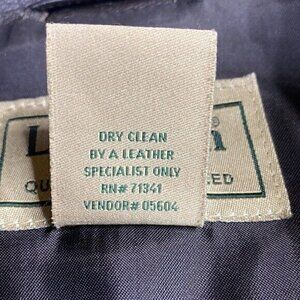 DRY CLEAN
BY A LEATHER
SPECIALIST ONLY
RN# 71341
VENDOR# 05604